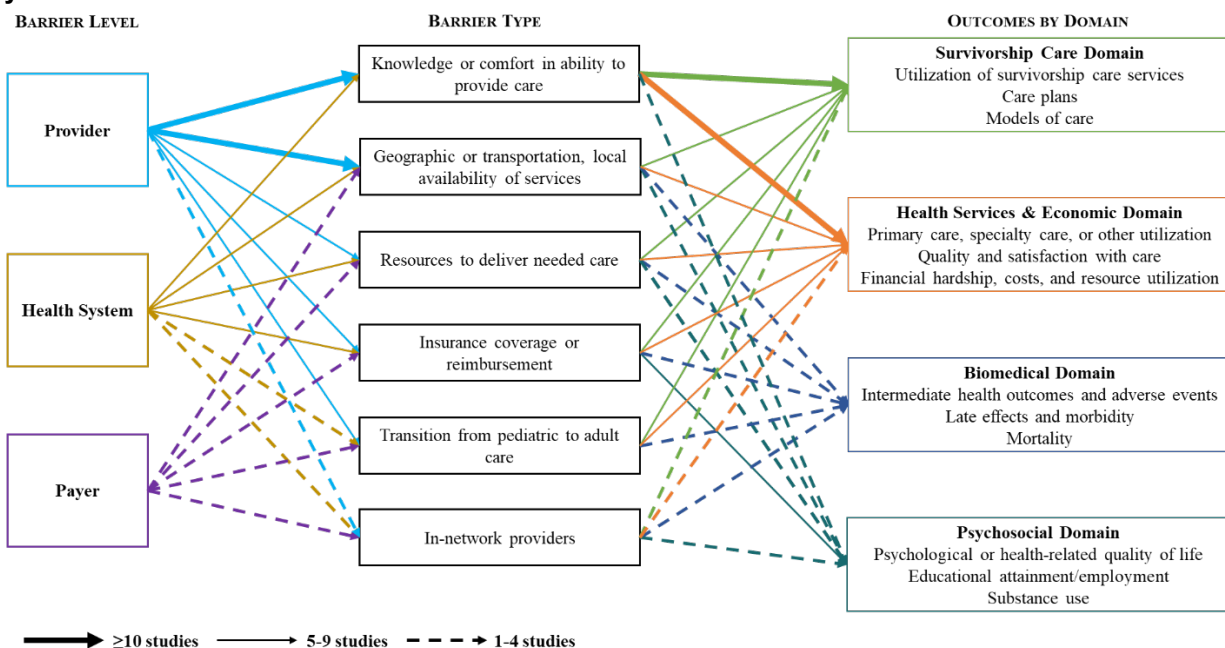 BARRIER LEVEL
BARRIER TYPE
OUTCOMES BY DOMAIN
Provider
Health System
Payer
Knowledge or comfort in ability to
provide care
Geographic or transportation, local
availability of services
Resources to deliver needed care
Insurance coverage or
reimbursement
Transition from pediatric to adult
care
In-network providers
Survivorship Care Domain
Utilization of survivorship care services
Care plans
Models of care
Health Services & Economic Domain
Primary care, specialty care, or other utilization
Quality and satisfaction with care
Financial hardship, costs, and resource utilization
Biomedical Domain
Intermediate health outcomes and adverse events
Late effects and morbidity
Mortality
Psychosocial Domain
Psychological or health-related quality of life
Educational attainment/employment
Substance use
≥10 studies
5-9 studies
1-4 studies